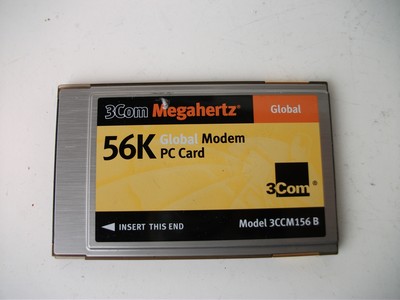 3Com Megahertz® Global
56K Global Modem
PC Card
3Com®
INSERT THIS END Model 3CCM156 B